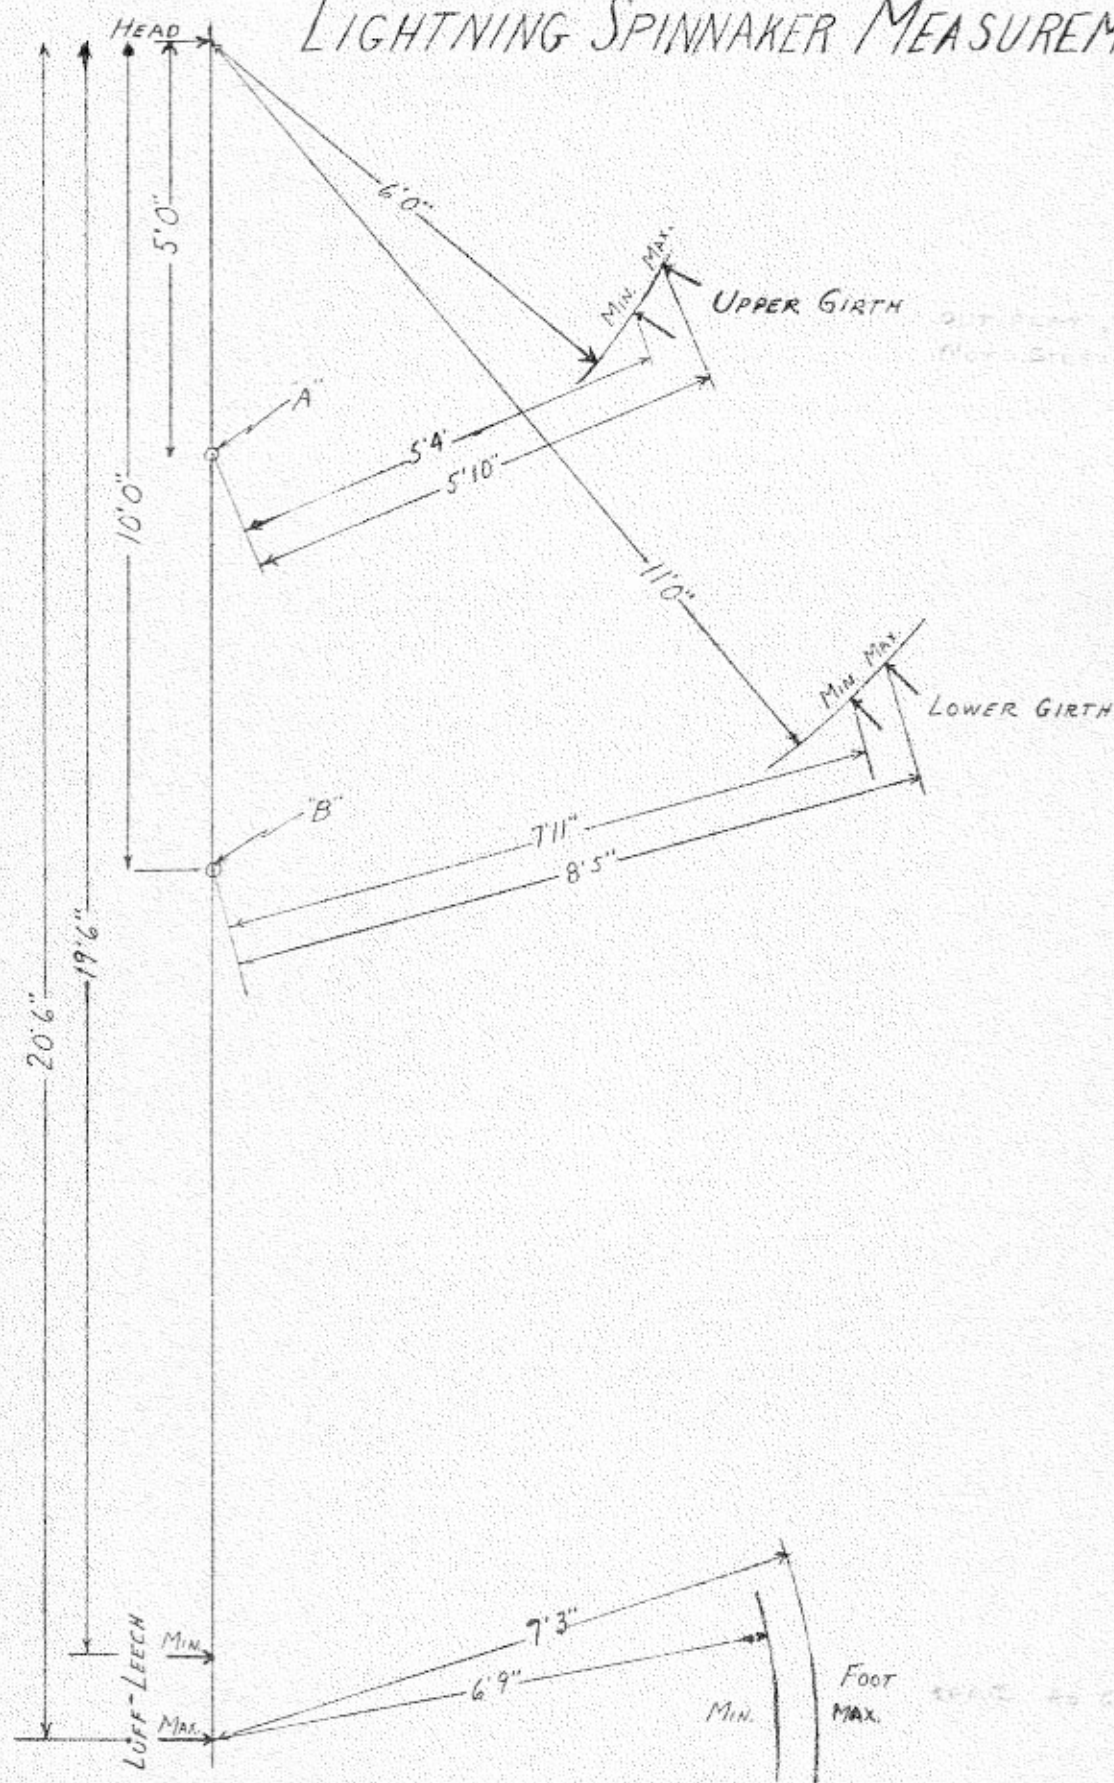 LIGHTNING SPINNAKER MEASUREM
HEAD
6'0"
5'0"
MAX.
MIN.
UPPER GIRTH
"A"
5'4"
5'10"
10'0"
11'0"
MIN. MAX.
LOWER GIRTH
"B"
7'11"
8'5"
19'6"
20'6"
7'3"
6'9"
LUFF-LEECH
MIN.
MAX.
FOOT
MIN. MAX.